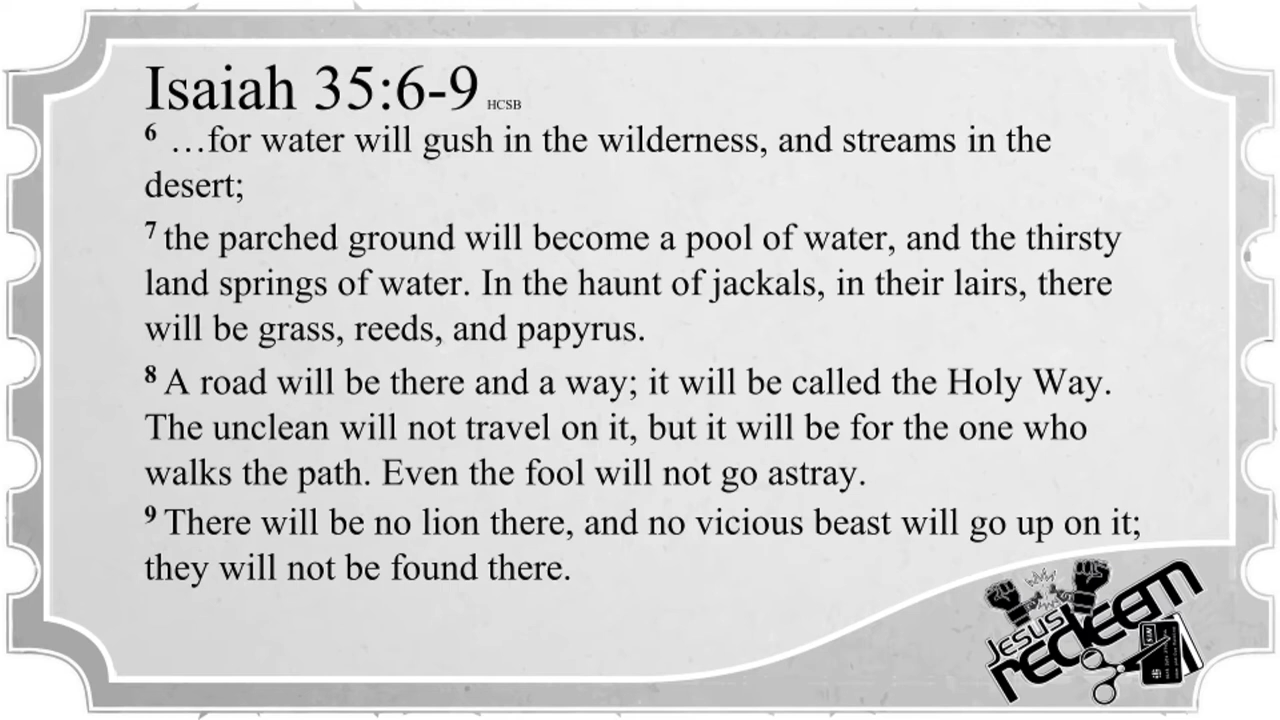 Isaiah 35:6-9 HCSB
6 …for water will gush in the wilderness, and streams in the
desert;
7 the parched ground will become a pool of water, and the thirsty
land springs of water. In the haunt of jackals, in their lairs, there
will be grass, reeds, and papyrus.
8 A road will be there and a way; it will be called the Holy Way.
The unclean will not travel on it, but it will be for the one who
walks the path. Even the fool will not go astray.
9 There will be no lion there, and no vicious beast will go up on it;
they will not be found there.
JESUS
redeem
SIN